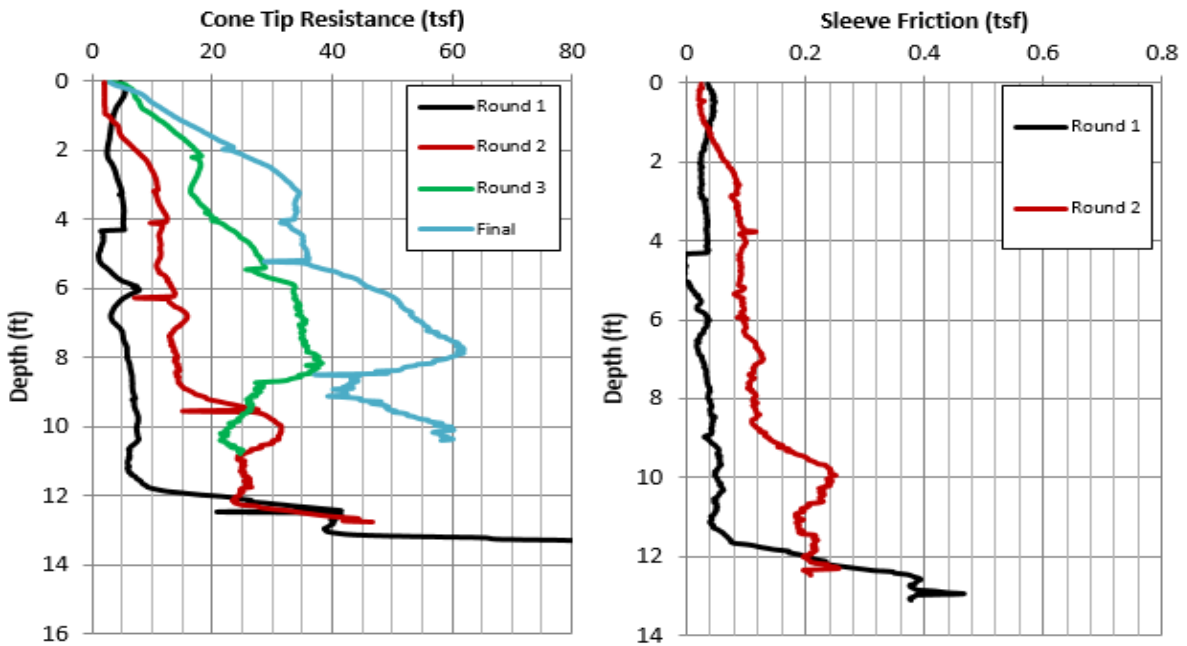 Cone Tip Resistance (tsf)
0 20 40 60 80
0
2
4
6
8
10
12
14
16
Depth (ft)
Round 1
Round 2
Round 3
Final
Sleeve Friction (tsf)
0 0.2 0.4 0.6 0.8
0
2
4
6
8
10
12
14
Depth (ft)
Round 1
Round 2